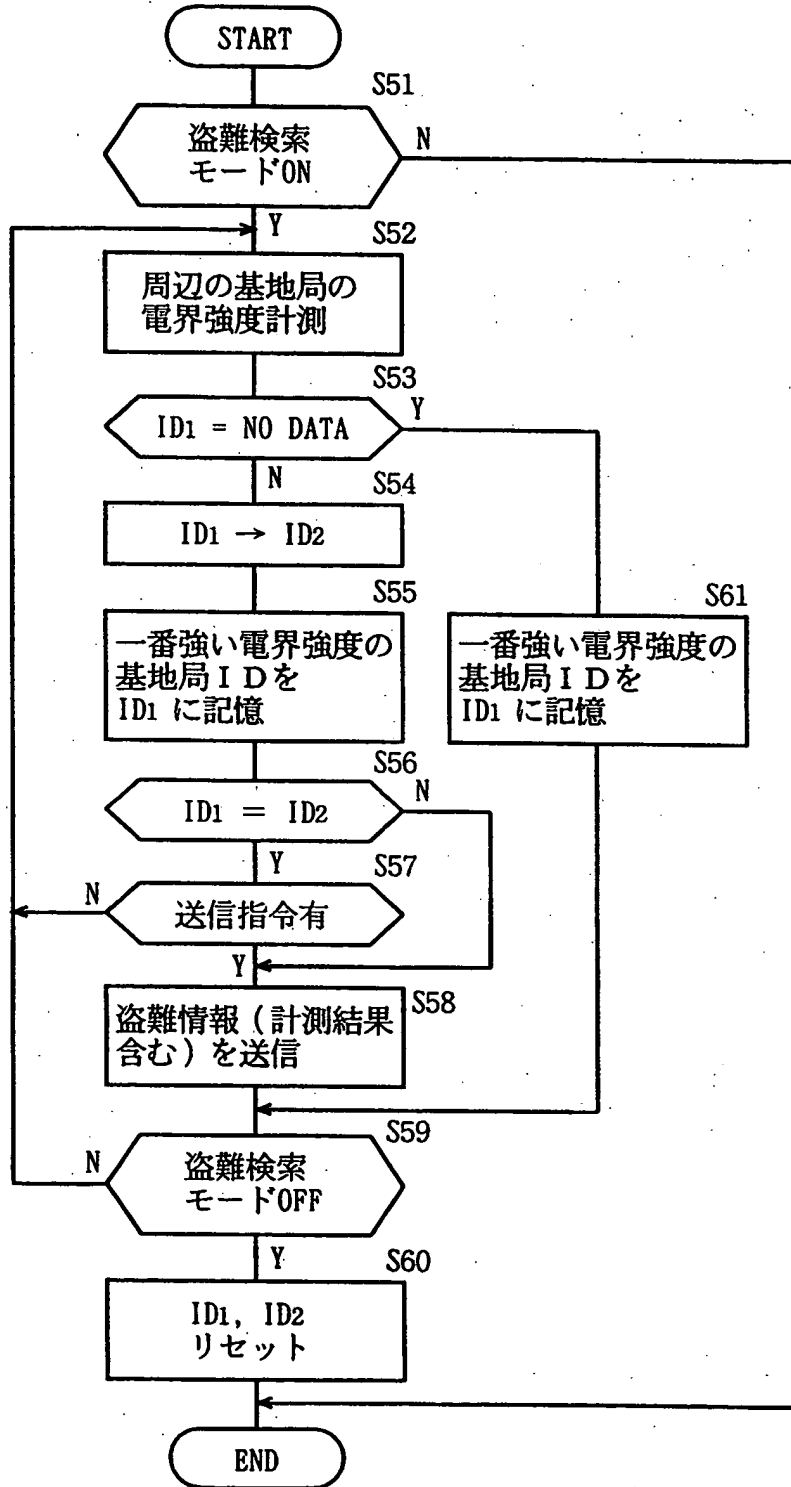 START
S51
盗難検索
モードON
N
Y
S52
周辺の基地局の
電界強度計測
S53
ID1 = NO DATA
Y
N
S54
ID1 → ID2
S55
一番強い電界強度の
基地局IDを
ID1 に記憶
S61
一番強い電界強度の
基地局IDを
ID1 に記憶
S56
ID1 = ID2
N
Y
S57
N
送信指令有
Y
S58
盗難情報(計測結果
含む)を送信
S59
N
盗難検索
モードOFF
Y
S60
ID1, ID2
リセット
END